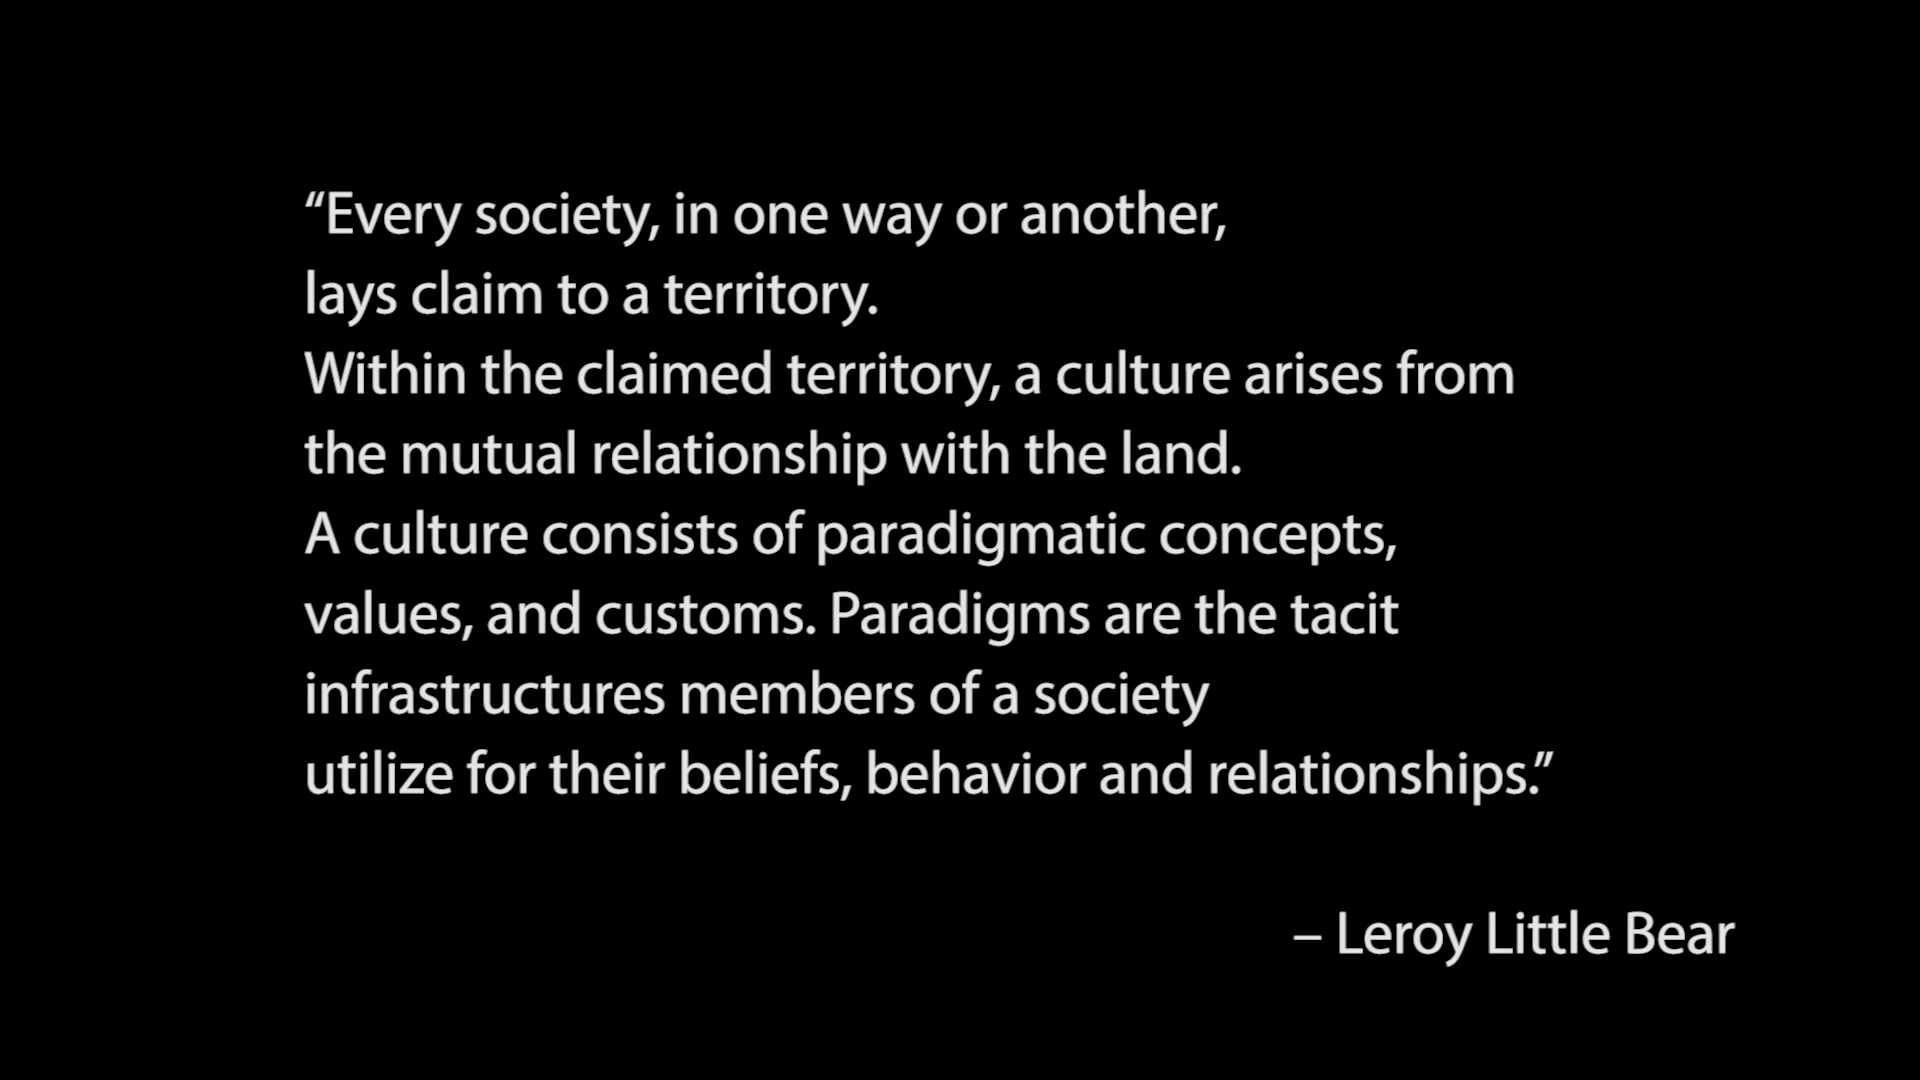 “Every society, in one way or another,
lays claim to a territory.
Within the claimed territory, a culture arises from
the mutual relationship with the land.
A culture consists of paradigmatic concepts,
values, and customs. Paradigms are the tacit
infrastructures members of a society
utilize for their beliefs, behavior and relationships.”
– Leroy Little Bear